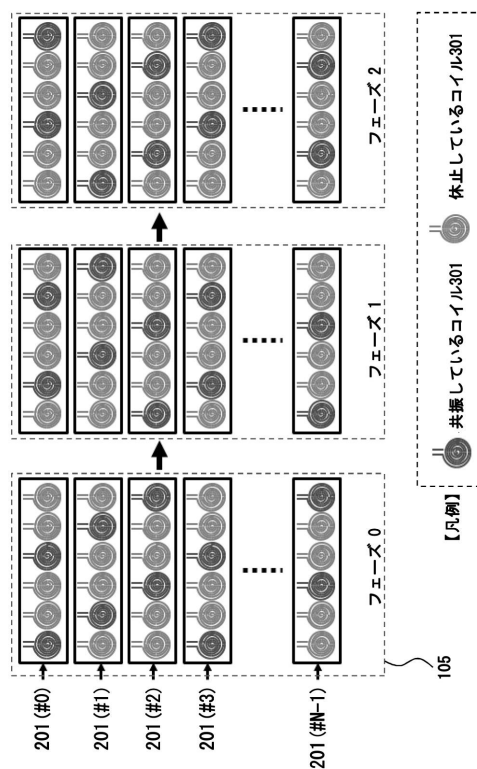 201(#0)
201(#1)
201(#2)
201(#3)
201(#N-1)
フェーズ 0
フェーズ 1
フェーズ 2
105
【凡例】
共振しているコイル301
休止しているコイル301